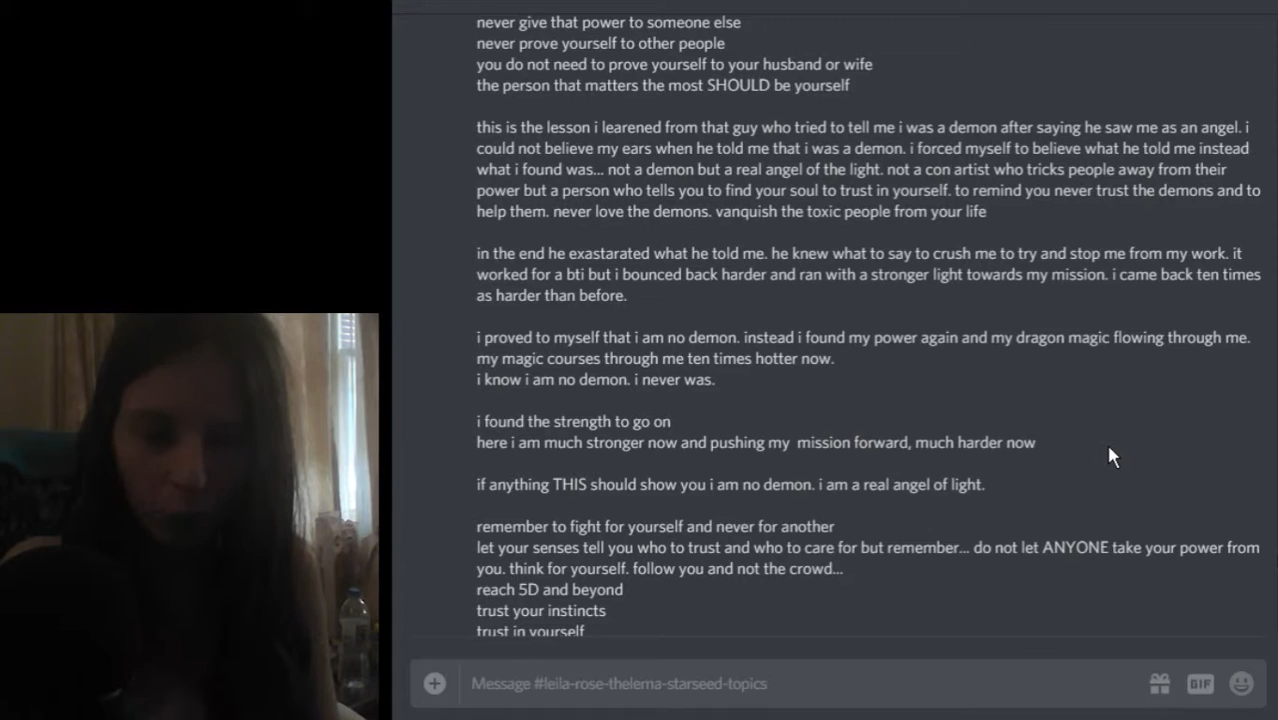 never give that power to someone else
never prove yourself to other people
you do not need to prove yourself to your husband or wife
the person that matters the most SHOULD be yourself
this is the lesson i learened from that guy who tried to tell me i was a demon after saying he saw me as an angel. i
could not believe my ears when he told me that i was a demon. i forced myself to believe what he told me instead
what i found was... not a demon but a real angel of the light. not a con artist who tricks people away from their
power but a person who tells you to find your soul to trust in yourself. to remind you never trust the demons and to
help them. never love the demons. vanquish the toxic people from your life
in the end he exastarated what he told me. he knew what to say to crush me to try and stop me from my work. it
worked for a bti but i bounced back harder and ran with a stronger light towards my mission. i came back ten times
as harder than before.
i proved to myself that i am no demon. instead i found my power again and my dragon magic flowing through me.
my magic courses through me ten times hotter now.
i know i am no demon. i never was.
i found the strength to go on
here i am much stronger now and pushing my mission forward, much harder now
if anything THIS should show you i am no demon. i am a real angel of light.
remember to fight for yourself and never for another
let your senses tell you who to trust and who to care for but remember... do not let ANYONE take your power from
you. think for yourself. follow you and not the crowd...
reach 5D and beyond
trust your instincts
trust in yourself
Message #leila-rose-thelema-starseed-topics
GIF